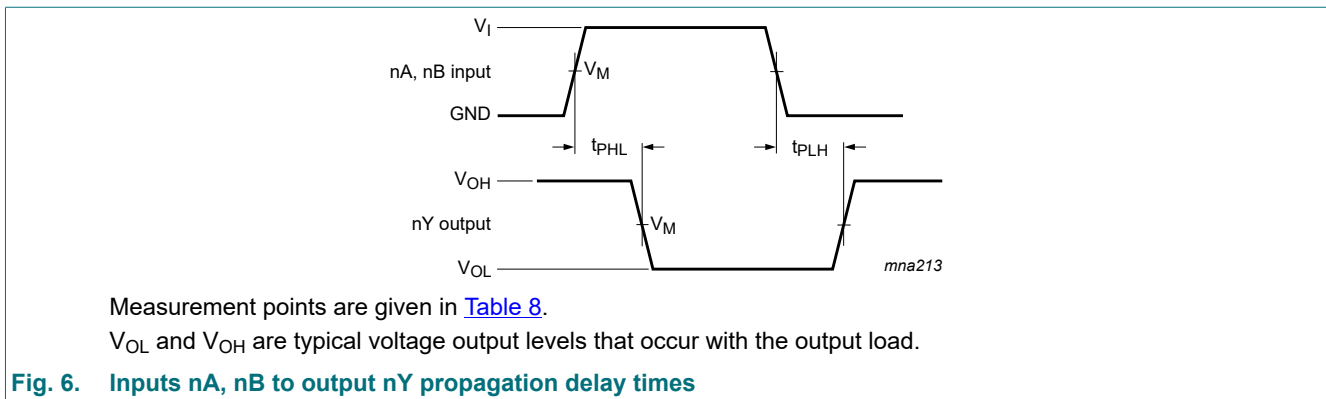 V_I
nA, nB input
V_M
GND
t_PHL
t_PLH
V_OH
nY output
V_M
V_OL
mna213
Measurement points are given in Table 8.
V_OL and V_OH are typical voltage output levels that occur with the output load.
Fig. 6. Inputs nA, nB to output nY propagation delay times